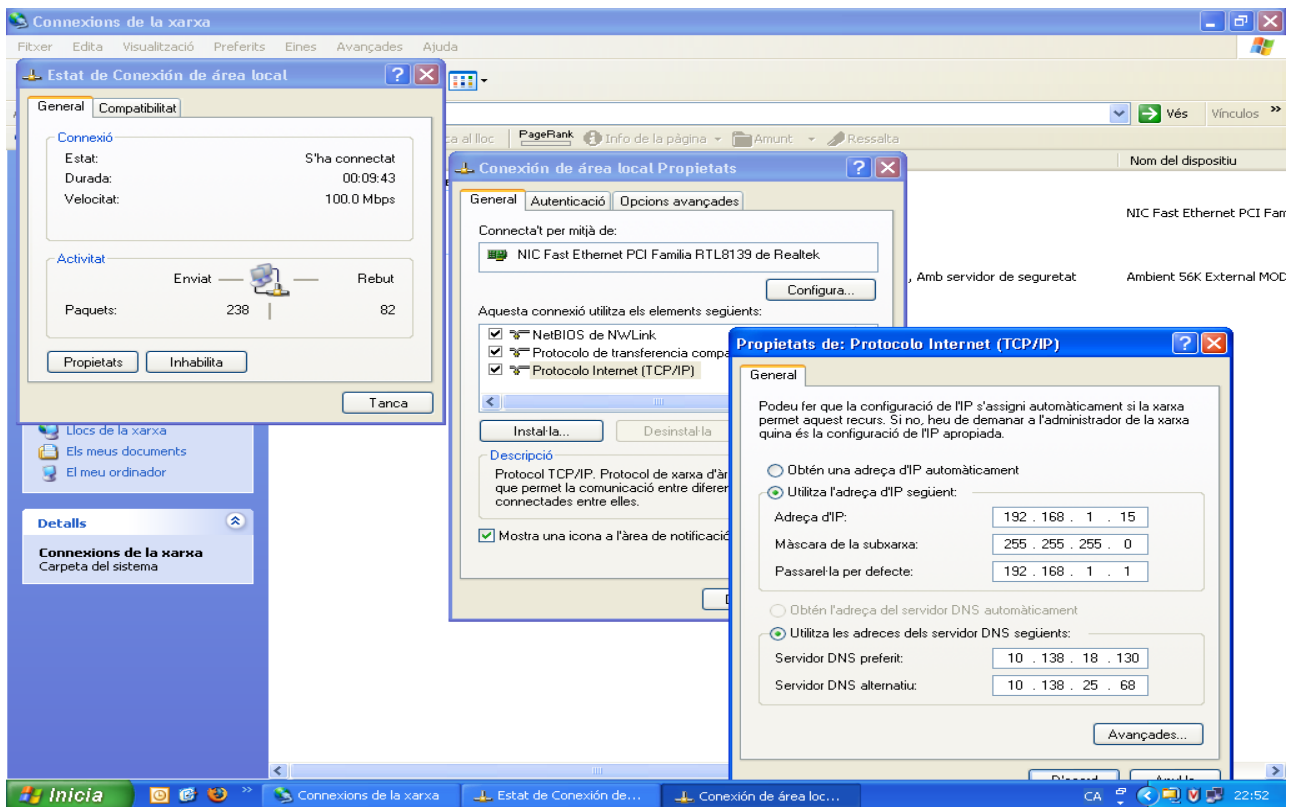 Connexions de la xarxa
Fitxer Edita Visualització Preferits Eines Avançades Ajuda
Estat de Conexión de área local
General Compatibilitat
Connexió
Estat: S'ha connectat
Durada: 00:09:43
Velocitat: 100.0 Mbps
Activitat
Enviat Rebut
Paquets: 238 82
Propietats Inhabilita
Tanca
Vés Vínculos »
al lloc PageRank Info de la pàgina Amunt Ressalta
Nom del dispositiu
NIC Fast Ethernet PCI Fam
, Amb servidor de seguretat Ambient 56K External MOD
Conexión de área local Propietats
General Autenticació Opcions avançades
Connecta't per mitjà de:
NIC Fast Ethernet PCI Familia RTL8139 de Realtek
Configura...
Aquesta connexió utilitza els elements següents:
NetBIOS de NWLink
Protocolo de transferencia compa
Protocolo Internet (TCP/IP)
Instal·la... Desinstal·la
Descripció
Protocol TCP/IP. Protocol de xarxa d'àr
que permet la comunicació entre diferen
connectades entre elles.
Mostra una icona a l'àrea de notificació
Llocs de la xarxa
Els meus documents
El meu ordinador
Detalls
Connexions de la xarxa
Carpeta del sistema
Propietats de: Protocolo Internet (TCP/IP)
General
Podeu fer que la configuració de l'IP s'assigni automàticament si la xarxa
permet aquest recurs. Si no, heu de demanar a l'administrador de la xarxa
quina és la configuració de l'IP apropiada.
Obtén una adreça d'IP automàticament
Utilitza l'adreça d'IP següent:
Adreça d'IP: 192 . 168 . 1 . 15
Màscara de la subxarxa: 255 . 255 . 255 . 0
Passarel·la per defecte: 192 . 168 . 1 . 1
Obtén l'adreça del servidor DNS automàticament
Utilitza les adreces dels servidor DNS següents:
Servidor DNS preferit: 10 . 138 . 18 . 130
Servidor DNS alternatiu: 10 . 138 . 25 . 68
Avançades...
D'acord Anul·la
Inicia » Connexions de la xarxa Estat de Conexión de... Conexión de área loc... CA 22:52